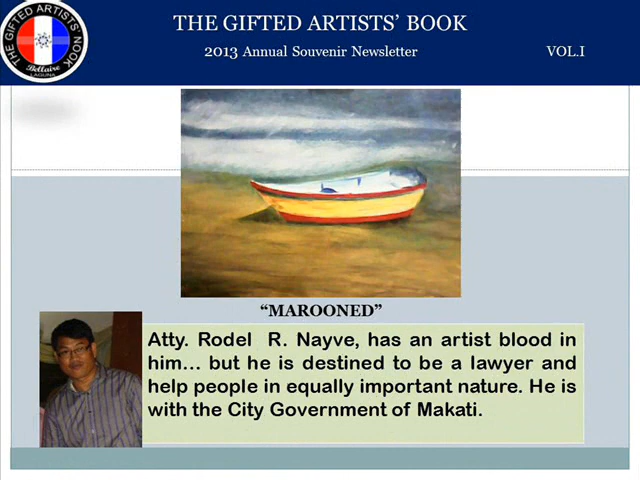 THE GIFTED ARTISTS' NOOK
Bellaire
LAGUNA
THE GIFTED ARTISTS' BOOK
2013 Annual Souvenir Newsletter VOL.I
“MAROONED”
Atty. Rodel R. Nayve, has an artist blood in
him... but he is destined to be a lawyer and
help people in equally important nature. He is
with the City Government of Makati.